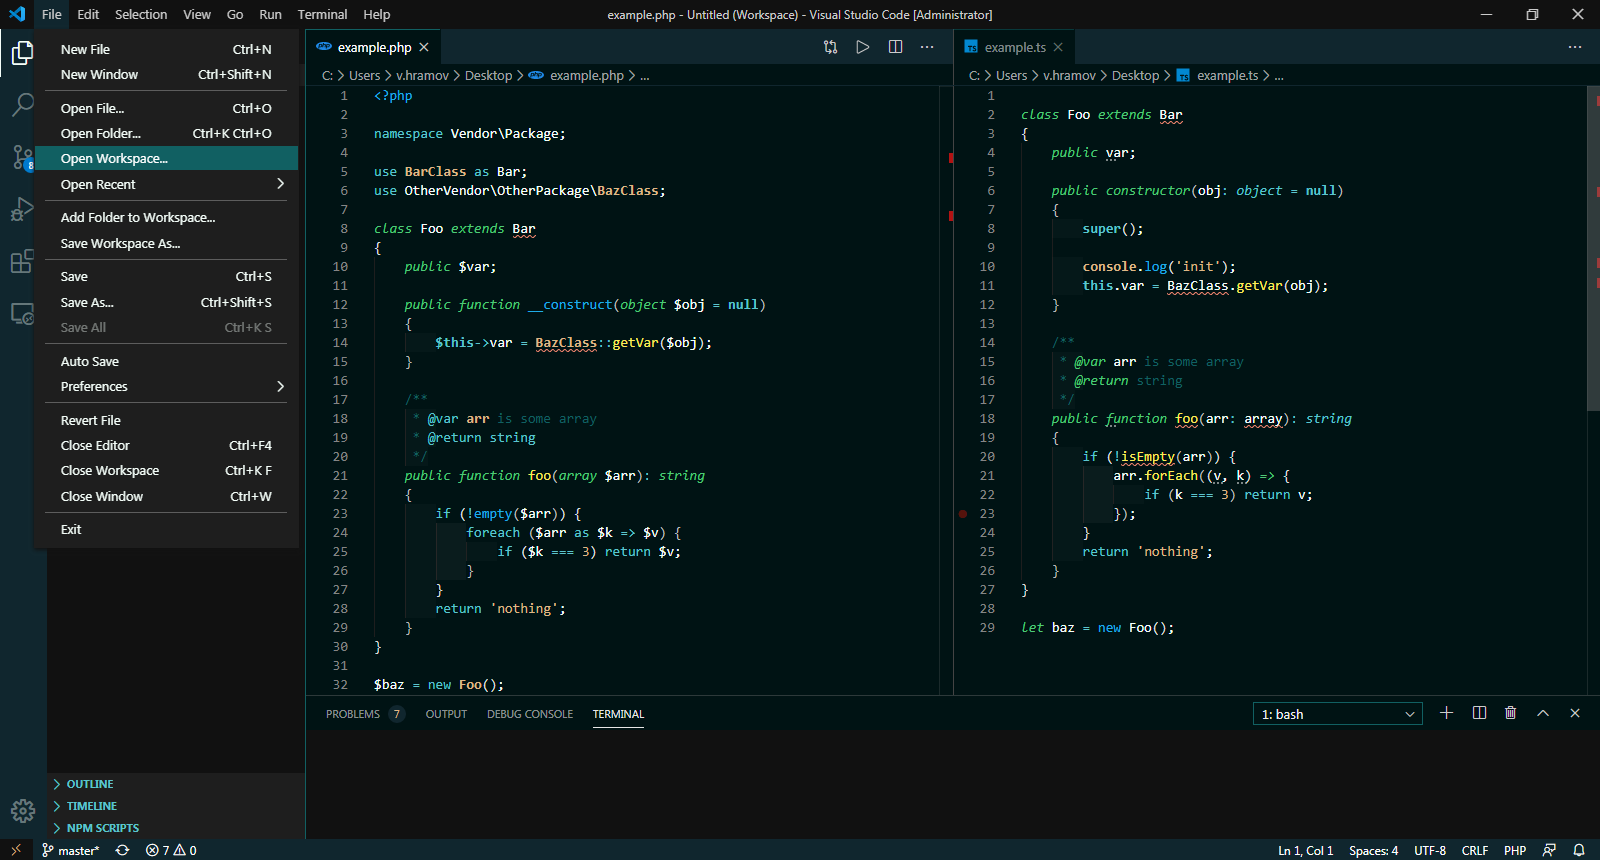 File Edit Selection View Go Run Terminal Help
example.php - Untitled (Workspace) - Visual Studio Code [Administrator]
New File Ctrl+N
New Window Ctrl+Shift+N
Open File... Ctrl+O
Open Folder... Ctrl+K Ctrl+O
Open Workspace...
Open Recent
Add Folder to Workspace...
Save Workspace As...
Save Ctrl+S
Save As... Ctrl+Shift+S
Save All Ctrl+K S
Auto Save
Preferences
Revert File
Close Editor Ctrl+F4
Close Workspace Ctrl+K F
Close Window Ctrl+W
Exit
8
OUTLINE
TIMELINE
NPM SCRIPTS
php example.php
C: > Users > v.hramov > Desktop > php example.php > ...
1 <?php
2
3 namespace Vendor\Package;
4
5 use BarClass as Bar;
6 use OtherVendor\OtherPackage\BazClass;
7
8 class Foo extends Bar
9 {
10 public $var;
11
12 public function __construct(object $obj = null)
13 {
14 $this->var = BazClass::getVar($obj);
15 }
16
17 /**
18 * @var arr is some array
19 * @return string
20 */
21 public function foo(array $arr): string
22 {
23 if (!empty($arr)) {
24 foreach ($arr as $k => $v) {
25 if ($k === 3) return $v;
26 }
27 }
28 return 'nothing';
29 }
30 }
31
32 $baz = new Foo();
TS example.ts
C: > Users > v.hramov > Desktop > TS example.ts > ...
1
2 class Foo extends Bar
3 {
4 public var;
5
6 public constructor(obj: object = null)
7 {
8 super();
9
10 console.log('init');
11 this.var = BazClass.getVar(obj);
12 }
13
14 /**
15 * @var arr is some array
16 * @return string
17 */
18 public function foo(arr: array): string
19 {
20 if (!isEmpty(arr)) {
21 arr.forEach((v, k) => {
22 if (k === 3) return v;
23 });
24 }
25 return 'nothing';
26 }
27 }
28
29 let baz = new Foo();
PROBLEMS 7 OUTPUT DEBUG CONSOLE TERMINAL
1: bash
master* 7 0
Ln 1, Col 1 Spaces: 4 UTF-8 CRLF PHP